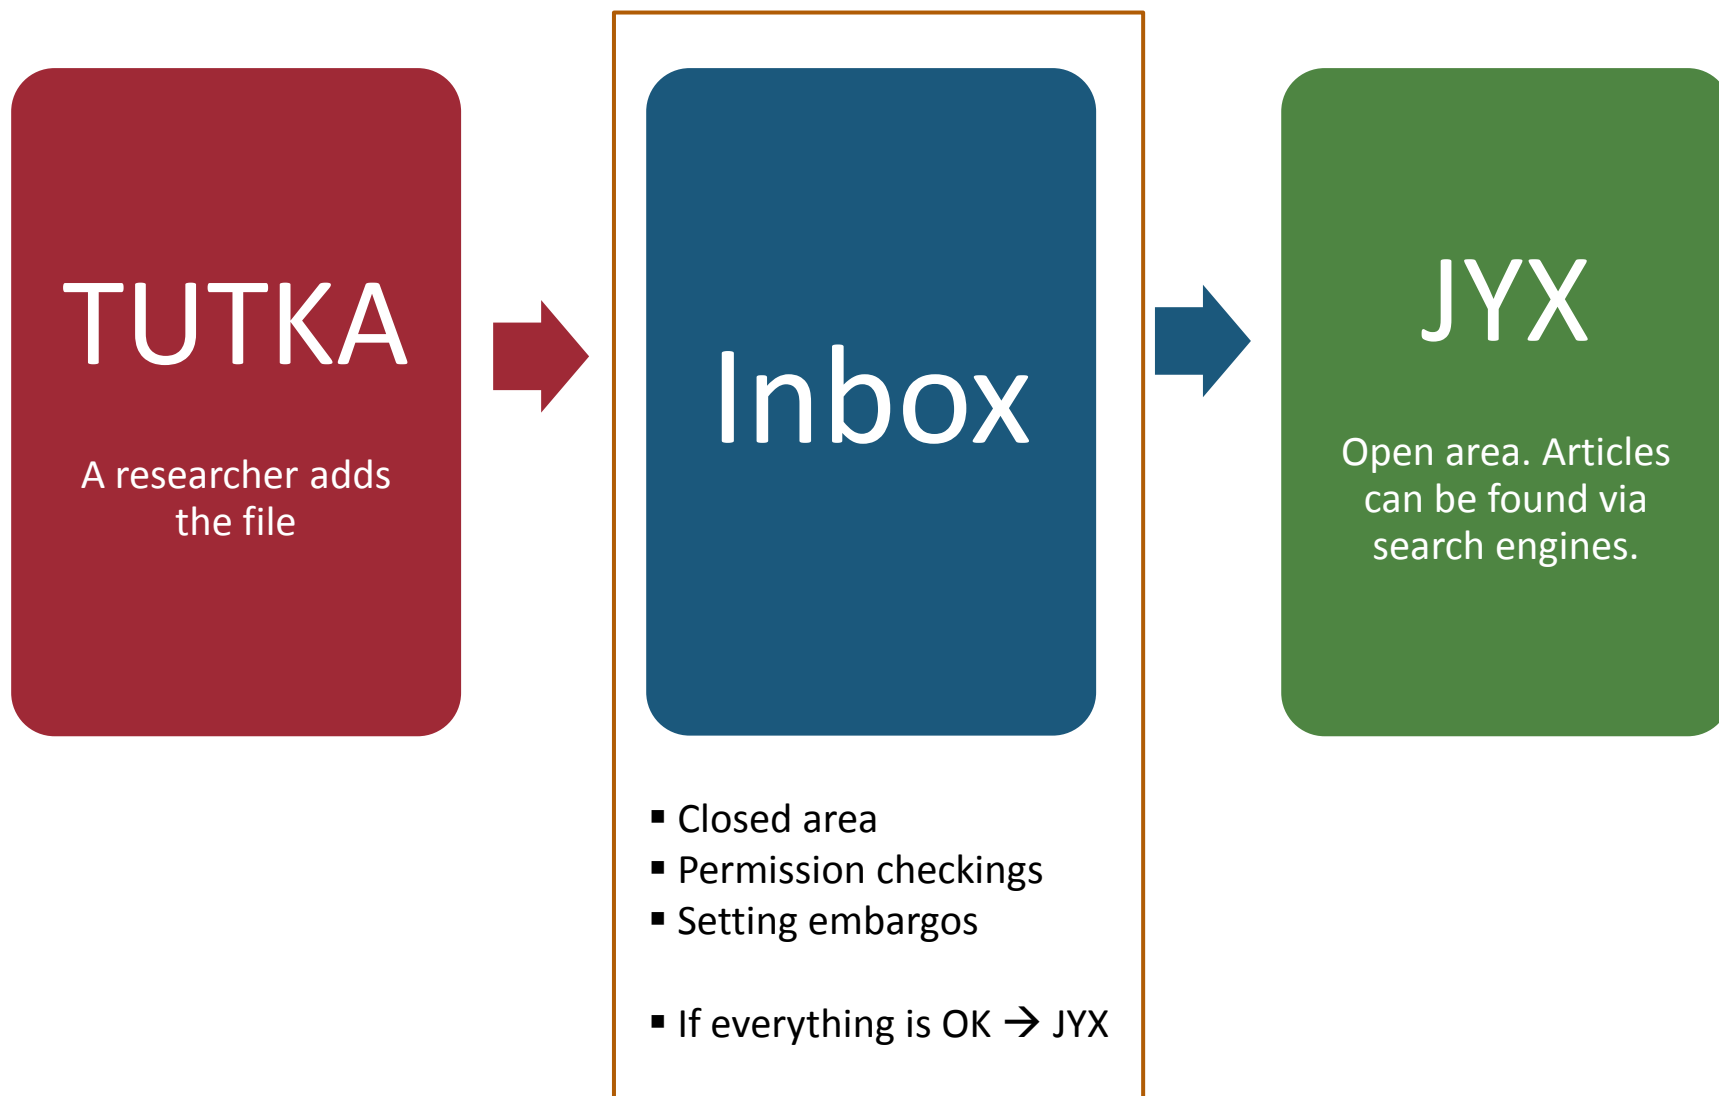 TUTKA
A researcher adds
the file
Inbox
▪ Closed area
▪ Permission checkings
▪ Setting embargos
▪ If everything is OK → JYX
JYX
Open area. Articles
can be found via
search engines.